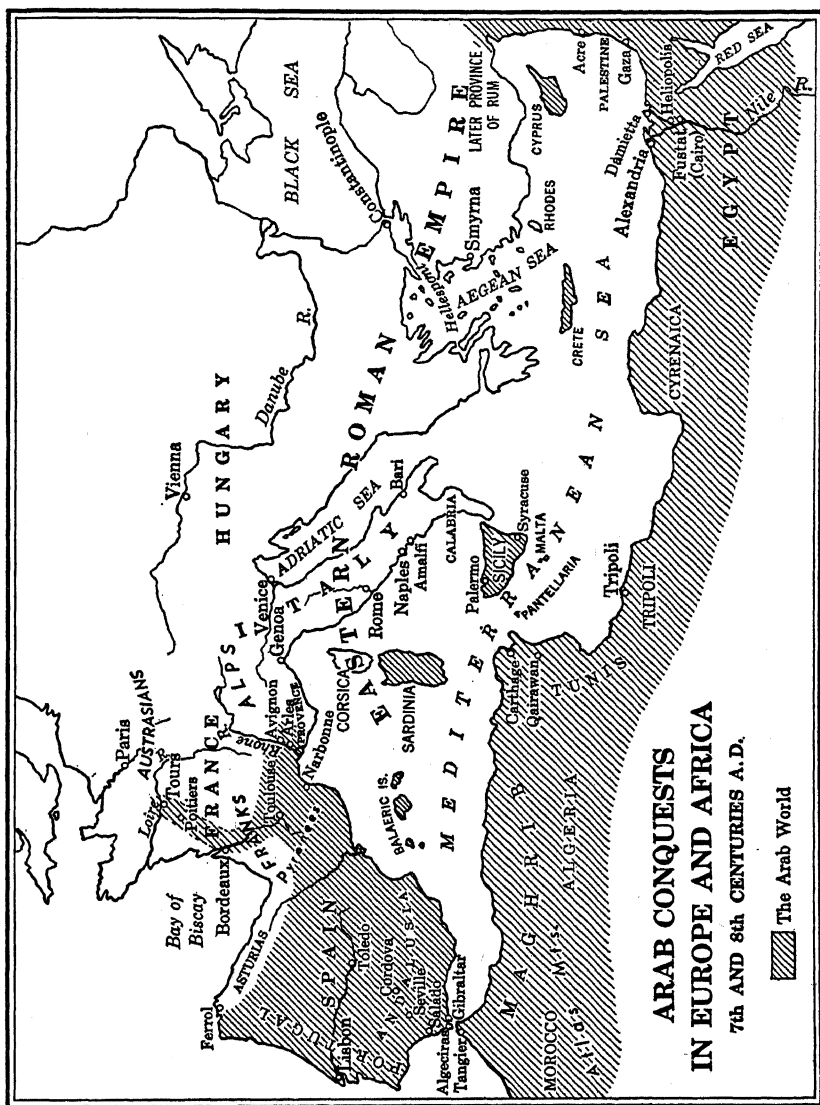 BLACK SEA
Constantinople
EMPIRE
LATER PROVINCE
OF RUM
CYPRUS
Acre
PALESTINE
Gaza
Heliopolis
RED SEA
Nile R.
Damietta
Alexandria
Fustat
(Cairo)
EGYPT
Smyrna
RHODES
Hellespont
AEGEAN SEA
CRETE
CYRENAICA
HUNGARY
Vienna
Danube R.
EASTERN ROMAN
ADRIATIC SEA
Bari
ITALY
Venice
Genoa
Rome
Naples
Amalfi
CALABRIA
Palermo
SICILY
Syracuse
MALTA
PANTELLARIA
MEDITERRANEAN SEA
Tripoli
TRIPOLI
Carthage
Qairawan
TUNIS
ALPS
CORSICA
SARDINIA
BALAERIC IS.
Paris
AUSTRASIANS
Tours
Loire
Poitiers
FRANCE
FRANKS
Rhone R.
Avignon
Arles
PROVENCE
Toulouse
Narbonne
Bay of
Biscay
Bordeaux
Pyrenees
ASTURIAS
Ferrol
PORTUGAL
SPAIN
Lisbon
Toledo
Cordova
ANDALUSIA
Seville
Salado
Algeciras
Gibraltar
Tangier
MAGHRIB
ALGERIA
MOROCCO
Atlas Mts.
ARAB CONQUESTS
IN EUROPE AND AFRICA
7TH AND 8th CENTURIES A.D.
The Arab World